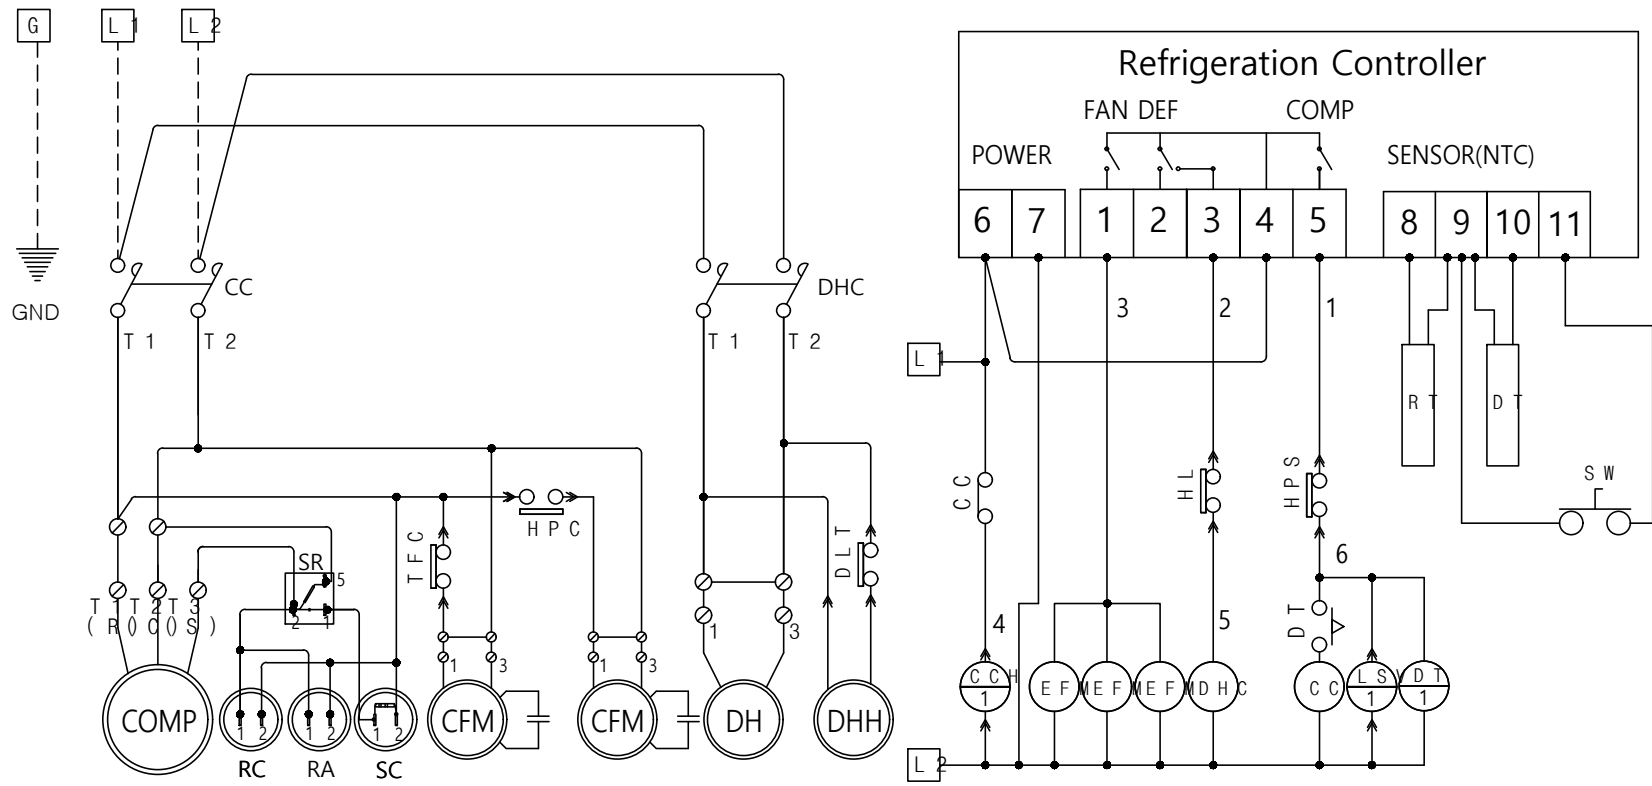 G
L 1
L 2
Refrigeration Controller
FAN DEF
COMP
POWER
SENSOR(NTC)
6
7
1
2
3
4
5
8
9
10
11
CC
DHC
GND
T 1
T 2
T 1
T 2
3
2
1
L 1
R T
D T
C C
H L
H P S
S W
H P C
T F C
D L T
6
SR
5
2
1
T 1
T 2
T 3
( R )
( C )
( S )
1
3
1
3
1
3
D T
4
5
C C H
1
E F M
E F M
E F M
D H C
C C
L S V
1
D T
1
COMP
1
2
1
2
1
2
CFM
CFM
DH
DHH
RC
RA
SC
L 2